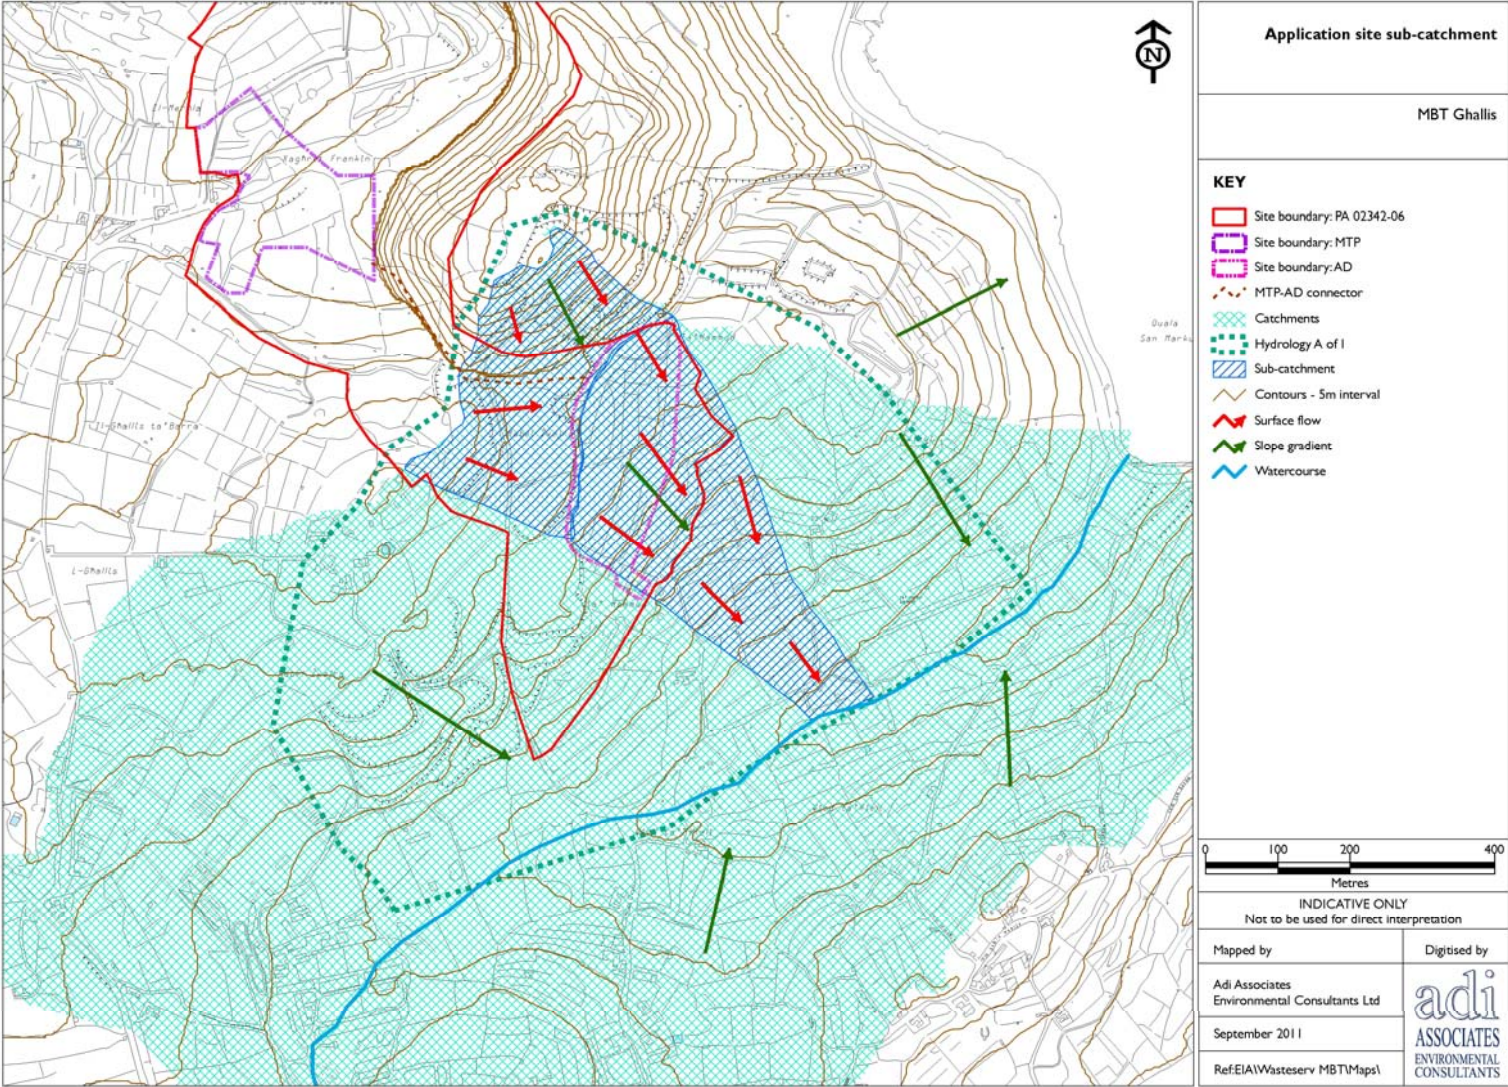 Application site sub-catchment
MBT Ghallis
KEY
Site boundary: PA 02342-06
Site boundary: MTP
Site boundary: AD
MTP-AD connector
Catchments
Hydrology A of I
Sub-catchment
Contours - 5m interval
Surface flow
Slope gradient
Watercourse
0 100 200 400
Metres
INDICATIVE ONLY
Not to be used for direct interpretation
Mapped by
Digitised by
Adi Associates
Environmental Consultants Ltd
September 2011
Ref:EIA\Wasteserv MBT\Maps\
adi
ASSOCIATES
ENVIRONMENTAL
CONSULTANTS
N
Franklin
Il-Ghallis ta'Barra
L-Ghallis
Qala
San Mark